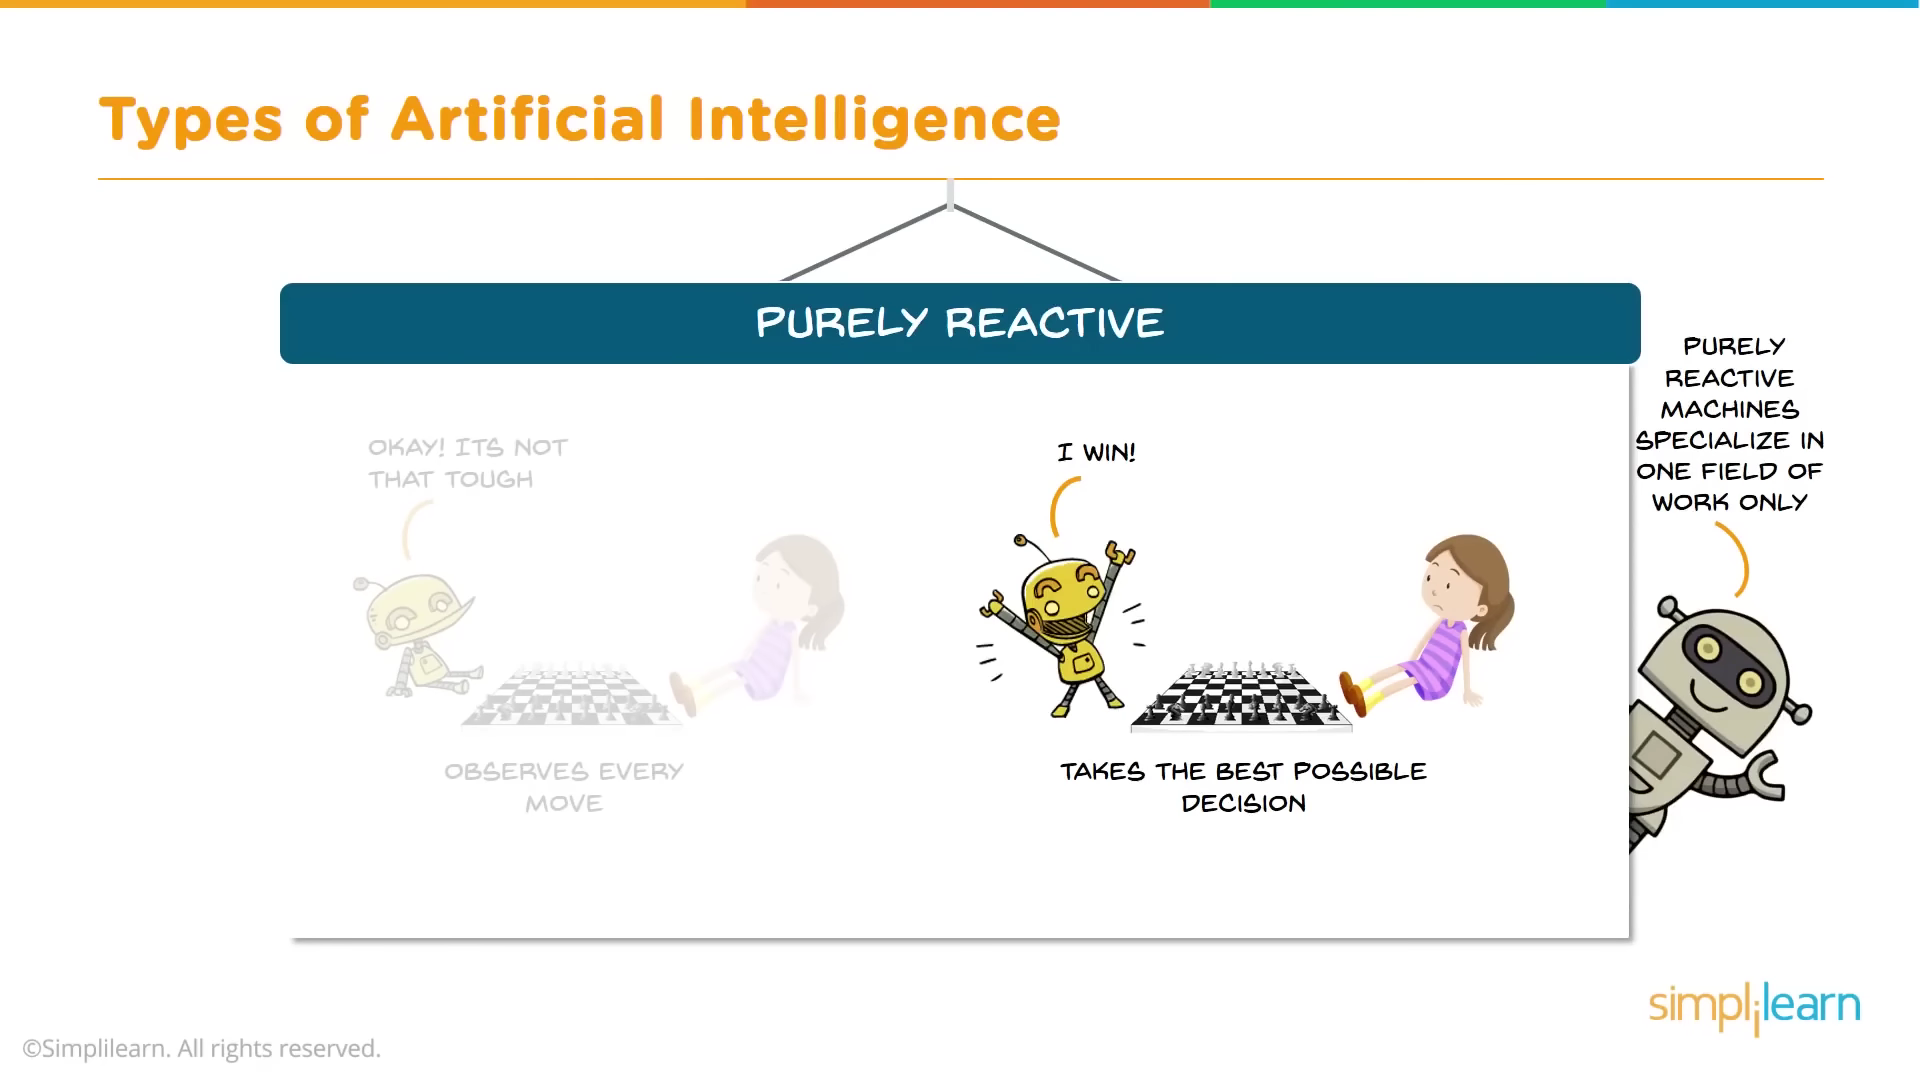 Types of Artificial Intelligence
PURELY REACTIVE
OKAY! ITS NOT
THAT TOUGH
OBSERVES EVERY
MOVE
I WIN!
TAKES THE BEST POSSIBLE
DECISION
PURELY
REACTIVE
MACHINES
SPECIALIZE IN
ONE FIELD OF
WORK ONLY
simplilearn
©Simplilearn. All rights reserved.